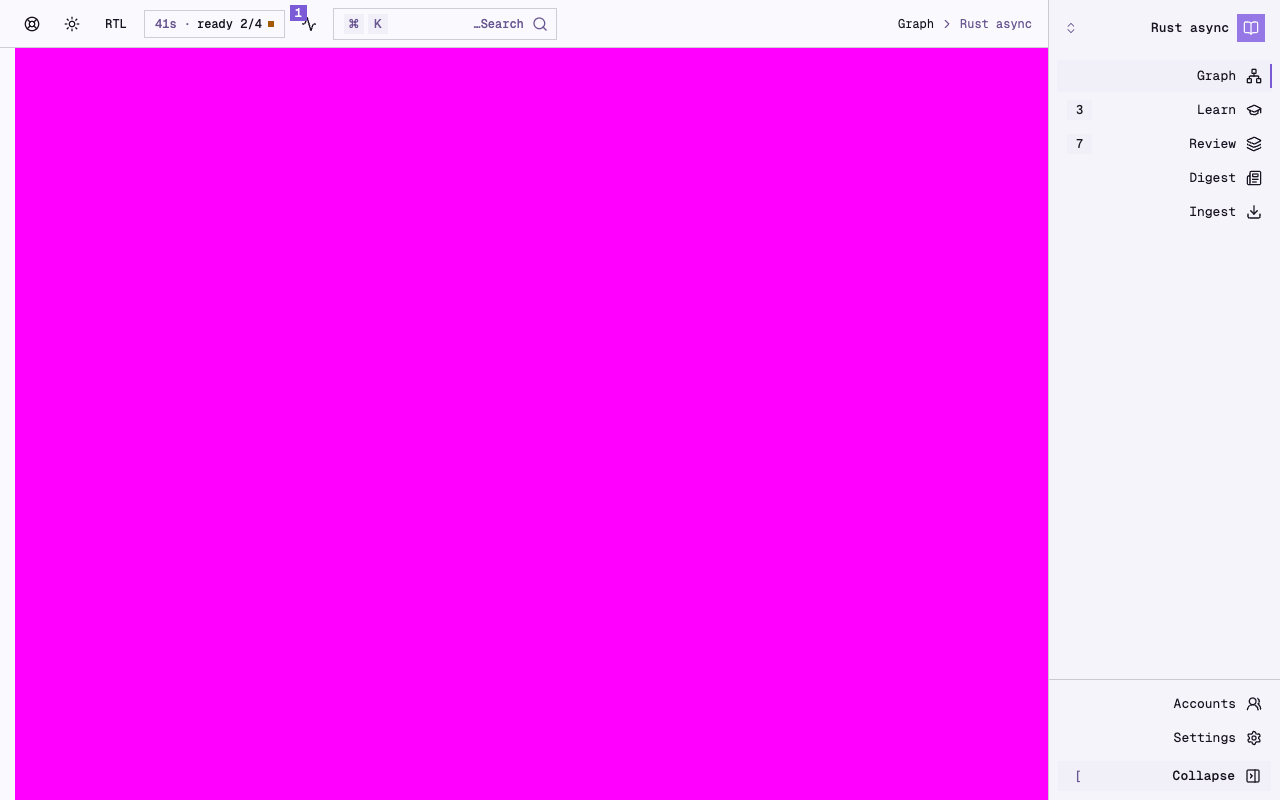 RTL
41s · ready 2/4
1
⌘ K
…Search
Graph > Rust async
Rust async
Graph
3 Learn
7 Review
Digest
Ingest
Accounts
Settings
[ Collapse